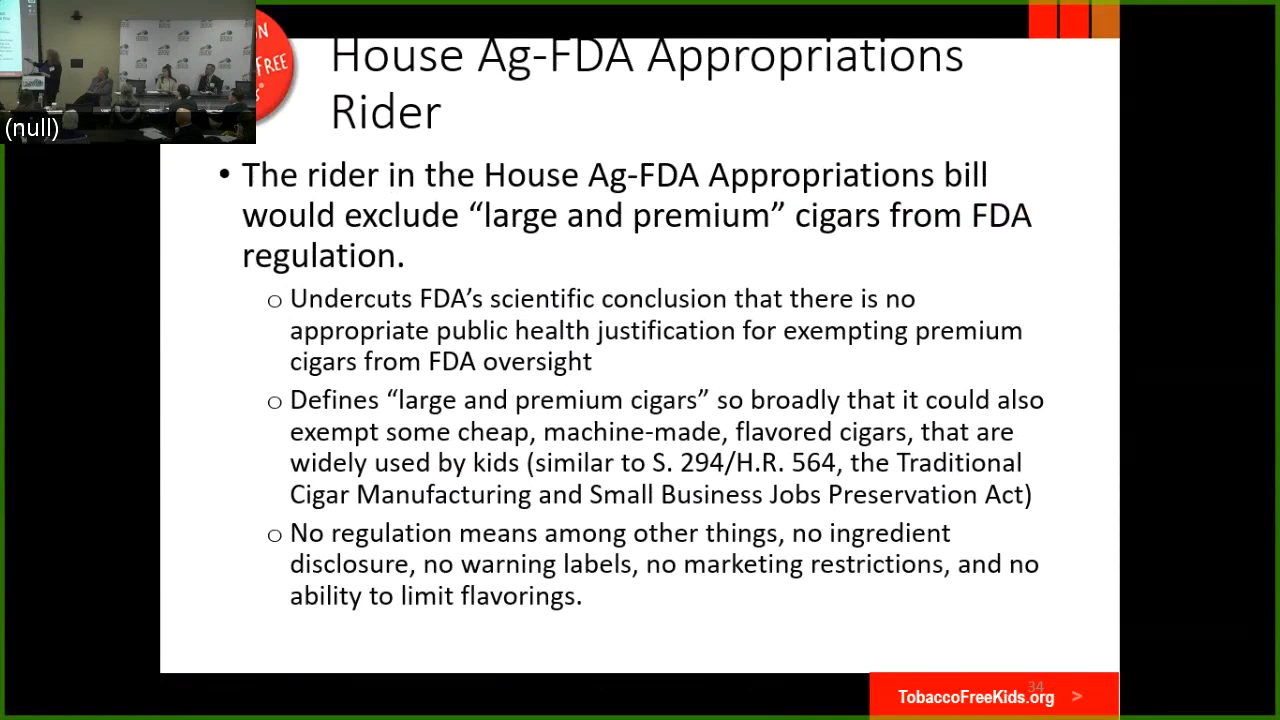 IN
FREE
(null)
House Ag-FDA Appropriations
Rider
• The rider in the House Ag-FDA Appropriations bill
would exclude “large and premium” cigars from FDA
regulation.
o Undercuts FDA’s scientific conclusion that there is no
appropriate public health justification for exempting premium
cigars from FDA oversight
o Defines “large and premium cigars” so broadly that it could also
exempt some cheap, machine-made, flavored cigars, that are
widely used by kids (similar to S. 294/H.R. 564, the Traditional
Cigar Manufacturing and Small Business Jobs Preservation Act)
o No regulation means among other things, no ingredient
disclosure, no warning labels, no marketing restrictions, and no
ability to limit flavorings.
34
TobaccoFreeKids.org >